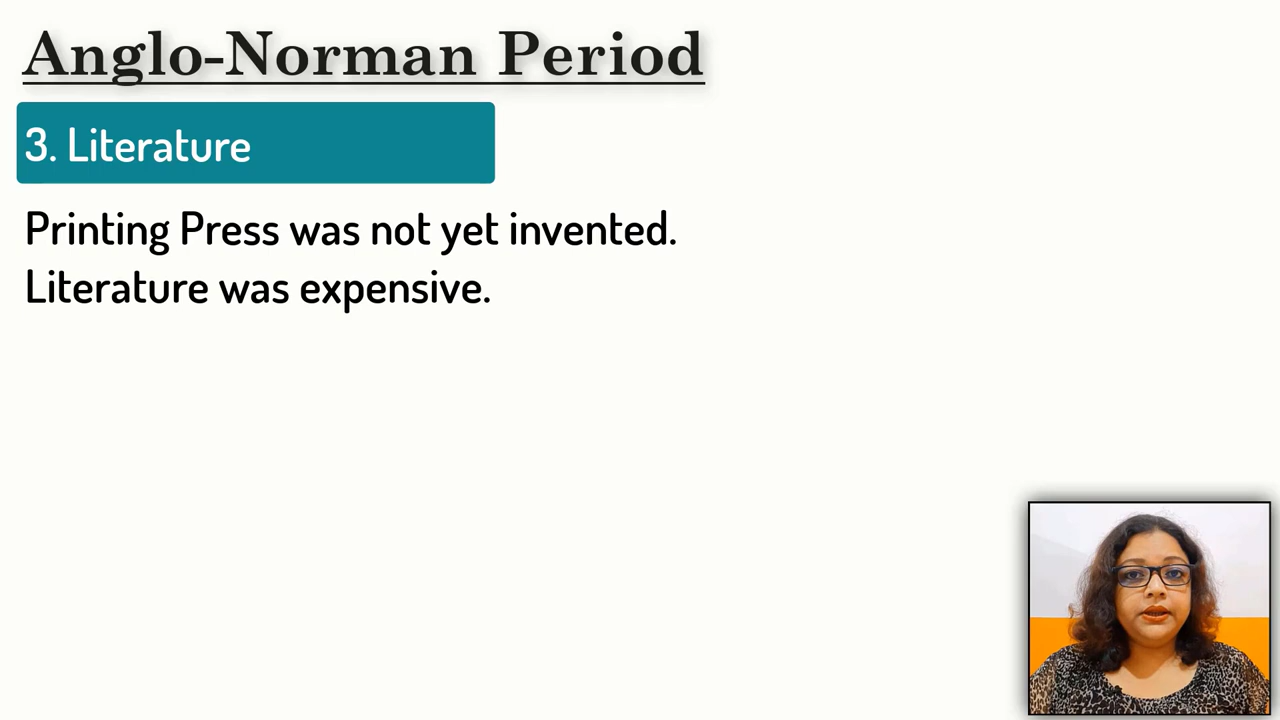 Anglo-Norman Period
3. Literature
Printing Press was not yet invented.
Literature was expensive.